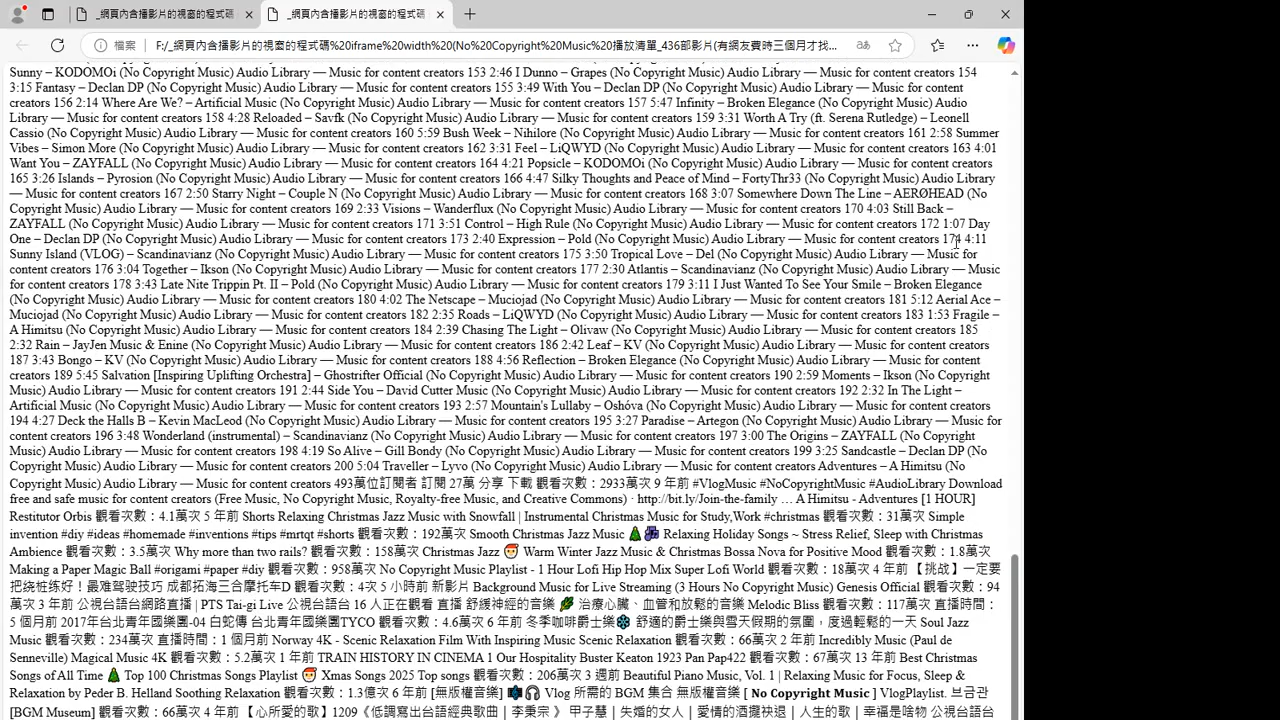 _網頁內含播影片的視窗的程式碼
_網頁內含播影片的視窗的程式碼
檔案 F:/_網頁內含播影片的視窗的程式碼%20iframe%20width(No%20Copyright%20Music%20播放清單_436部影片(有網友費時三個月才找...
Sunny – KODOMOi (No Copyright Music) Audio Library — Music for content creators 153 2:46 I Dunno – Grapes (No Copyright Music) Audio Library — Music for content creators 154
3:15 Fantasy – Declan DP (No Copyright Music) Audio Library — Music for content creators 155 3:49 With You – Declan DP (No Copyright Music) Audio Library — Music for content
creators 156 2:14 Where Are We? – Artificial Music (No Copyright Music) Audio Library — Music for content creators 157 5:47 Infinity – Broken Elegance (No Copyright Music) Audio
Library — Music for content creators 158 4:28 Reloaded – Savfk (No Copyright Music) Audio Library — Music for content creators 159 3:31 Worth A Try (ft. Serena Rutledge) – Leonell
Cassio (No Copyright Music) Audio Library — Music for content creators 160 5:59 Bush Week – Nihilore (No Copyright Music) Audio Library — Music for content creators 161 2:58 Summer
Vibes – Simon More (No Copyright Music) Audio Library — Music for content creators 162 3:31 Feel – LiQWYD (No Copyright Music) Audio Library — Music for content creators 163 4:01
Want You – ZAYFALL (No Copyright Music) Audio Library — Music for content creators 164 4:21 Popsicle – KODOMOi (No Copyright Music) Audio Library — Music for content creators
165 3:26 Islands – Pyrosion (No Copyright Music) Audio Library — Music for content creators 166 4:47 Silky Thoughts and Peace of Mind – FortyThr33 (No Copyright Music) Audio Library
— Music for content creators 167 2:50 Starry Night – Couple N (No Copyright Music) Audio Library — Music for content creators 168 3:07 Somewhere Down The Line – AERØHEAD (No
Copyright Music) Audio Library — Music for content creators 169 2:33 Visions – Wanderflux (No Copyright Music) Audio Library — Music for content creators 170 4:03 Still Back –
ZAYFALL (No Copyright Music) Audio Library — Music for content creators 171 3:51 Control – High Rule (No Copyright Music) Audio Library — Music for content creators 172 1:07 Day
One – Declan DP (No Copyright Music) Audio Library — Music for content creators 173 2:40 Expression – Pold (No Copyright Music) Audio Library — Music for content creators 174 4:11
Sunny Island (VLOG) – Scandinavianz (No Copyright Music) Audio Library — Music for content creators 175 3:50 Tropical Love – Del (No Copyright Music) Audio Library — Music for
content creators 176 3:04 Together – Ikson (No Copyright Music) Audio Library — Music for content creators 177 2:30 Atlantis – Scandinavianz (No Copyright Music) Audio Library — Music
for content creators 178 3:43 Late Nite Trippin Pt. II – Pold (No Copyright Music) Audio Library — Music for content creators 179 3:11 I Just Wanted To See Your Smile – Broken Elegance
(No Copyright Music) Audio Library — Music for content creators 180 4:02 The Netscape – Muciojad (No Copyright Music) Audio Library — Music for content creators 181 5:12 Aerial Ace –
Muciojad (No Copyright Music) Audio Library — Music for content creators 182 2:35 Roads – LiQWYD (No Copyright Music) Audio Library — Music for content creators 183 1:53 Fragile –
A Himitsu (No Copyright Music) Audio Library — Music for content creators 184 2:39 Chasing The Light – Olivaw (No Copyright Music) Audio Library — Music for content creators 185
2:32 Rain – JayJen Music & Enine (No Copyright Music) Audio Library — Music for content creators 186 2:42 Leaf – KV (No Copyright Music) Audio Library — Music for content creators
187 3:43 Bongo – KV (No Copyright Music) Audio Library — Music for content creators 188 4:56 Reflection – Broken Elegance (No Copyright Music) Audio Library — Music for content
creators 189 5:45 Salvation [Inspiring Uplifting Orchestra] – Ghostrifter Official (No Copyright Music) Audio Library — Music for content creators 190 2:59 Moments – Ikson (No Copyright
Music) Audio Library — Music for content creators 191 2:44 Side You – David Cutter Music (No Copyright Music) Audio Library — Music for content creators 192 2:32 In The Light –
Artificial Music (No Copyright Music) Audio Library — Music for content creators 193 2:57 Mountain's Lullaby – Oshóva (No Copyright Music) Audio Library — Music for content creators
194 4:27 Deck the Halls B – Kevin MacLeod (No Copyright Music) Audio Library — Music for content creators 195 3:27 Paradise – Artegon (No Copyright Music) Audio Library — Music for
content creators 196 3:48 Wonderland (instrumental) – Scandinavianz (No Copyright Music) Audio Library — Music for content creators 197 3:00 The Origins – ZAYFALL (No Copyright
Music) Audio Library — Music for content creators 198 4:19 So Alive – Gill Bondy (No Copyright Music) Audio Library — Music for content creators 199 3:25 Sandcastle – Declan DP (No
Copyright Music) Audio Library — Music for content creators 200 5:04 Traveller – Lyvo (No Copyright Music) Audio Library — Music for content creators Adventures – A Himitsu (No
Copyright Music) Audio Library — Music for content creators 493萬位訂閱者 訂閱 27萬 分享 下載 觀看次數：2933萬次 9 年前 #VlogMusic #NoCopyrightMusic #AudioLibrary Download
free and safe music for content creators (Free Music, No Copyright Music, Royalty-free Music, and Creative Commons) · http://bit.ly/Join-the-family … A Himitsu - Adventures [1 HOUR]
Restitutor Orbis 觀看次數：4.1萬次 5 年前 Shorts Relaxing Christmas Jazz Music with Snowfall | Instrumental Christmas Music for Study,Work #christmas 觀看次數：31萬次 Simple
invention #diy #ideas #homemade #inventions #tips #mrtqt #shorts 觀看次數：192萬次 Smooth Christmas Jazz Music 🎄 🎶 Relaxing Holiday Songs ~ Stress Relief, Sleep with Christmas
Ambience 觀看次數：3.5萬次 Why more than two rails? 觀看次數：158萬次 Christmas Jazz 🎅 Warm Winter Jazz Music & Christmas Bossa Nova for Positive Mood 觀看次數：1.8萬次
Making a Paper Magic Ball #origami #paper #diy 觀看次數：958萬次 No Copyright Music Playlist - 1 Hour Lofi Hip Hop Mix Super Lofi World 觀看次數：18萬次 4 年前 【挑战】一定要
把绕桩练好！最难驾驶技巧 成都拓海三合摩托车D 觀看次數：4次 5 小時前 新影片 Background Music for Live Streaming (3 Hours No Copyright Music) Genesis Official 觀看次數：94
萬次 3 年前 公視台語台網路直播 | PTS Tai-gi Live 公視台語台 16 人正在觀看 直播 舒緩神經的音樂 🌿 治療心臟、血管和放鬆的音樂 Melodic Bliss 觀看次數：117萬次 直播時間：
5 個月前 2017年台北青年國樂團-04 白蛇傳 台北青年國樂團TYCO 觀看次數：4.6萬次 6 年前 冬季咖啡爵士樂❄ 舒適的爵士樂與雪天假期的氛圍，度過輕鬆的一天 Soul Jazz
Music 觀看次數：234萬次 直播時間：1 個月前 Norway 4K - Scenic Relaxation Film With Inspiring Music Scenic Relaxation 觀看次數：66萬次 2 年前 Incredibly Music (Paul de
Senneville) Magical Music 4K 觀看次數：5.2萬次 1 年前 TRAIN HISTORY IN CINEMA 1 Our Hospitality Buster Keaton 1923 Pan Pap422 觀看次數：67萬次 13 年前 Best Christmas
Songs of All Time 🎄 Top 100 Christmas Songs Playlist 🎅 Xmas Songs 2025 Top songs 觀看次數：206萬次 3 週前 Beautiful Piano Music, Vol. 1 | Relaxing Music for Focus, Sleep &
Relaxation by Peder B. Helland Soothing Relaxation 觀看次數：1.3億次 6 年前 [無版權音樂] 📹🎧 Vlog 所需的 BGM 集合 無版權音樂 [ No Copyright Music ] VlogPlaylist. 브금관
[BGM Museum] 觀看次數：66萬次 4 年前 【心所愛的歌】1209《低調寫出台語經典歌曲 | 李秉宗 》 甲子慧 | 失婚的女人 | 愛情的酒攏袂退 | 人生的歌 | 幸福是啥物 公視台語台